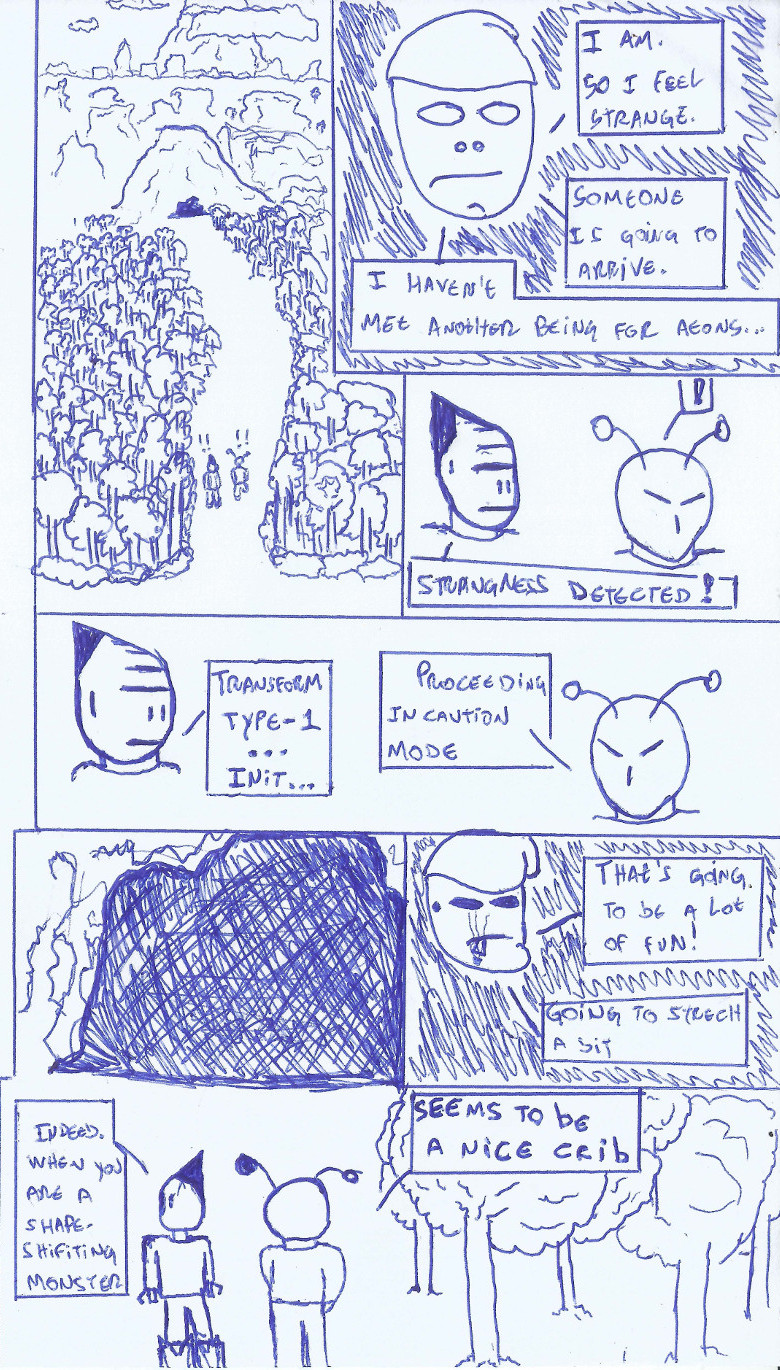 I AM.
SO I FEEL
STRANGE.
SOMEONE
IS GOING TO
ARRIVE.
I HAVEN'T
MET ANOTHER BEING FOR AEONS...
!! !!
!
STRANGNESS DETECTED!
TRANSFORM
TYPE-1
...
INIT...
PROCEEDING
IN CAUTION
MODE
THAT'S GOING
TO BE A LOT
OF FUN!
GOING TO STRECH
A BIT
SEEMS TO BE
A NICE CRIB
INDEED.
WHEN YOU
ARE A
SHAPE-
SHIFITING
MONSTER